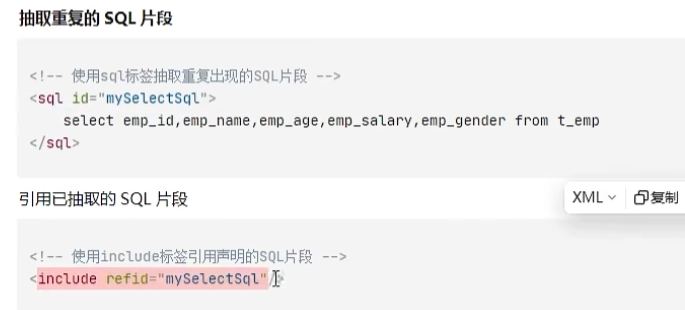 抽取重复的 SQL 片段
<!-- 使用sql标签抽取重复出现的SQL片段 -->
<sql id="mySelectSql">
    select emp_id,emp_name,emp_age,emp_salary,emp_gender from t_emp
</sql>
引用已抽取的 SQL 片段
XML 复制
<!-- 使用include标签引用声明的SQL片段 -->
<include refid="mySelectSql"/>